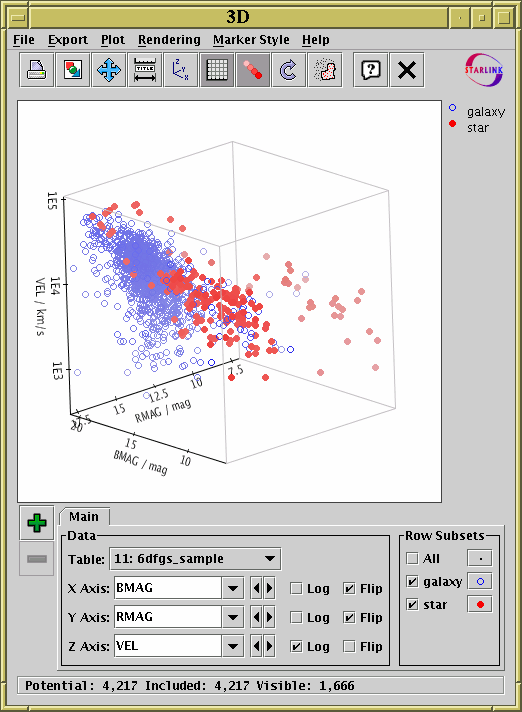 3D
File Export Plot Rendering Marker Style Help
TITLE
y
z
x
?
STARLINK
galaxy
star
1E5
1E4
1E3
VEL / km/s
7.5
10
12.5
15
17.5
RMAG / mag
20
15
10
BMAG / mag
Main
Data
Table: 11: 6dfgs_sample
X Axis: BMAG Log Flip
Y Axis: RMAG Log Flip
Z Axis: VEL Log Flip
Row Subsets
All
galaxy
star
Potential: 4,217 Included: 4,217 Visible: 1,666